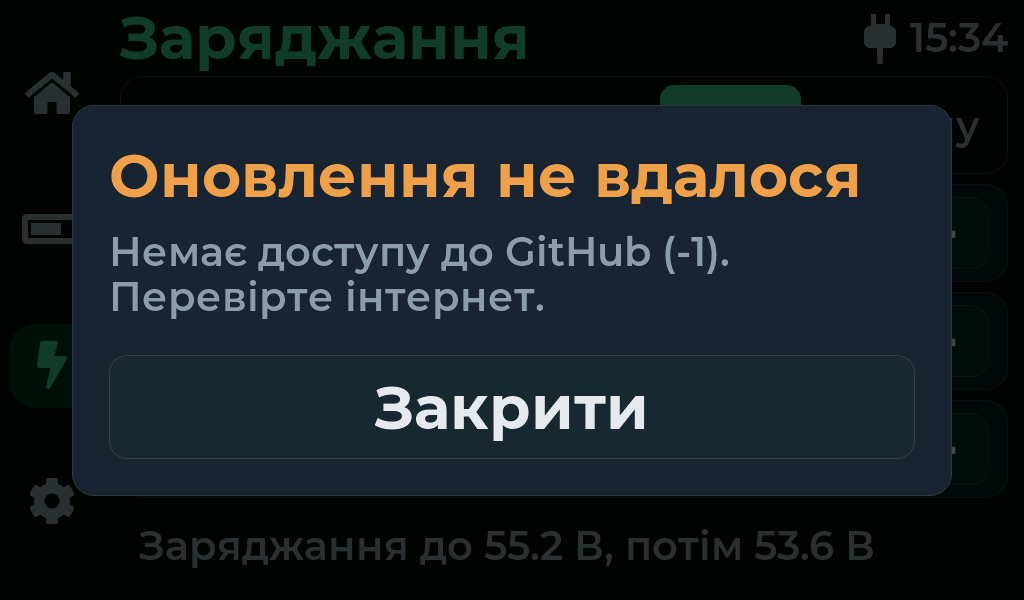 Заряджання
15:34
Оновлення не вдалося
Немає доступу до GitHub (-1).
Перевірте інтернет.
Закрити
Заряджання до 55.2 В, потім 53.6 В